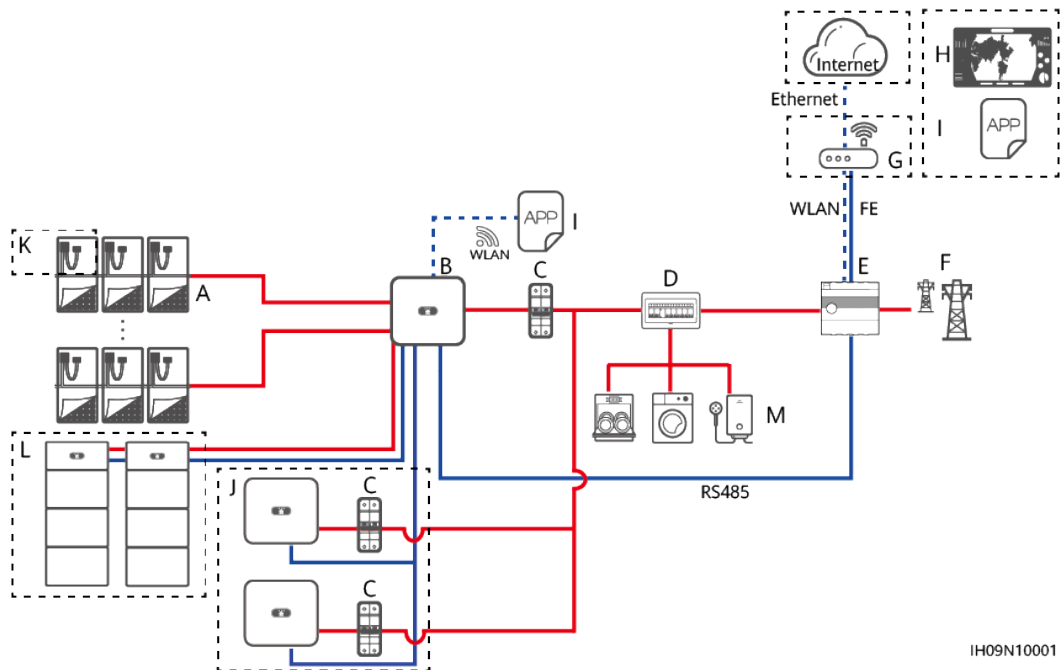 Internet
H
Ethernet
APP
I
G
WLAN
FE
K
APP
I
WLAN
A
B
C
D
E
F
M
L
J
C
RS485
C
IH09N10001